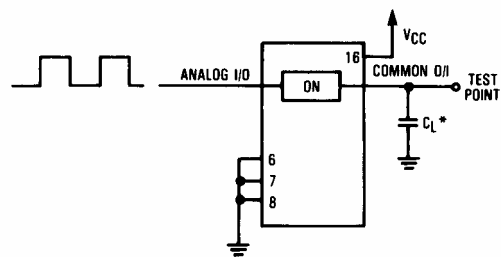 VCC
16
ANALOG I/O
ON
COMMON O/I
TEST
POINT
CL*
6
7
8